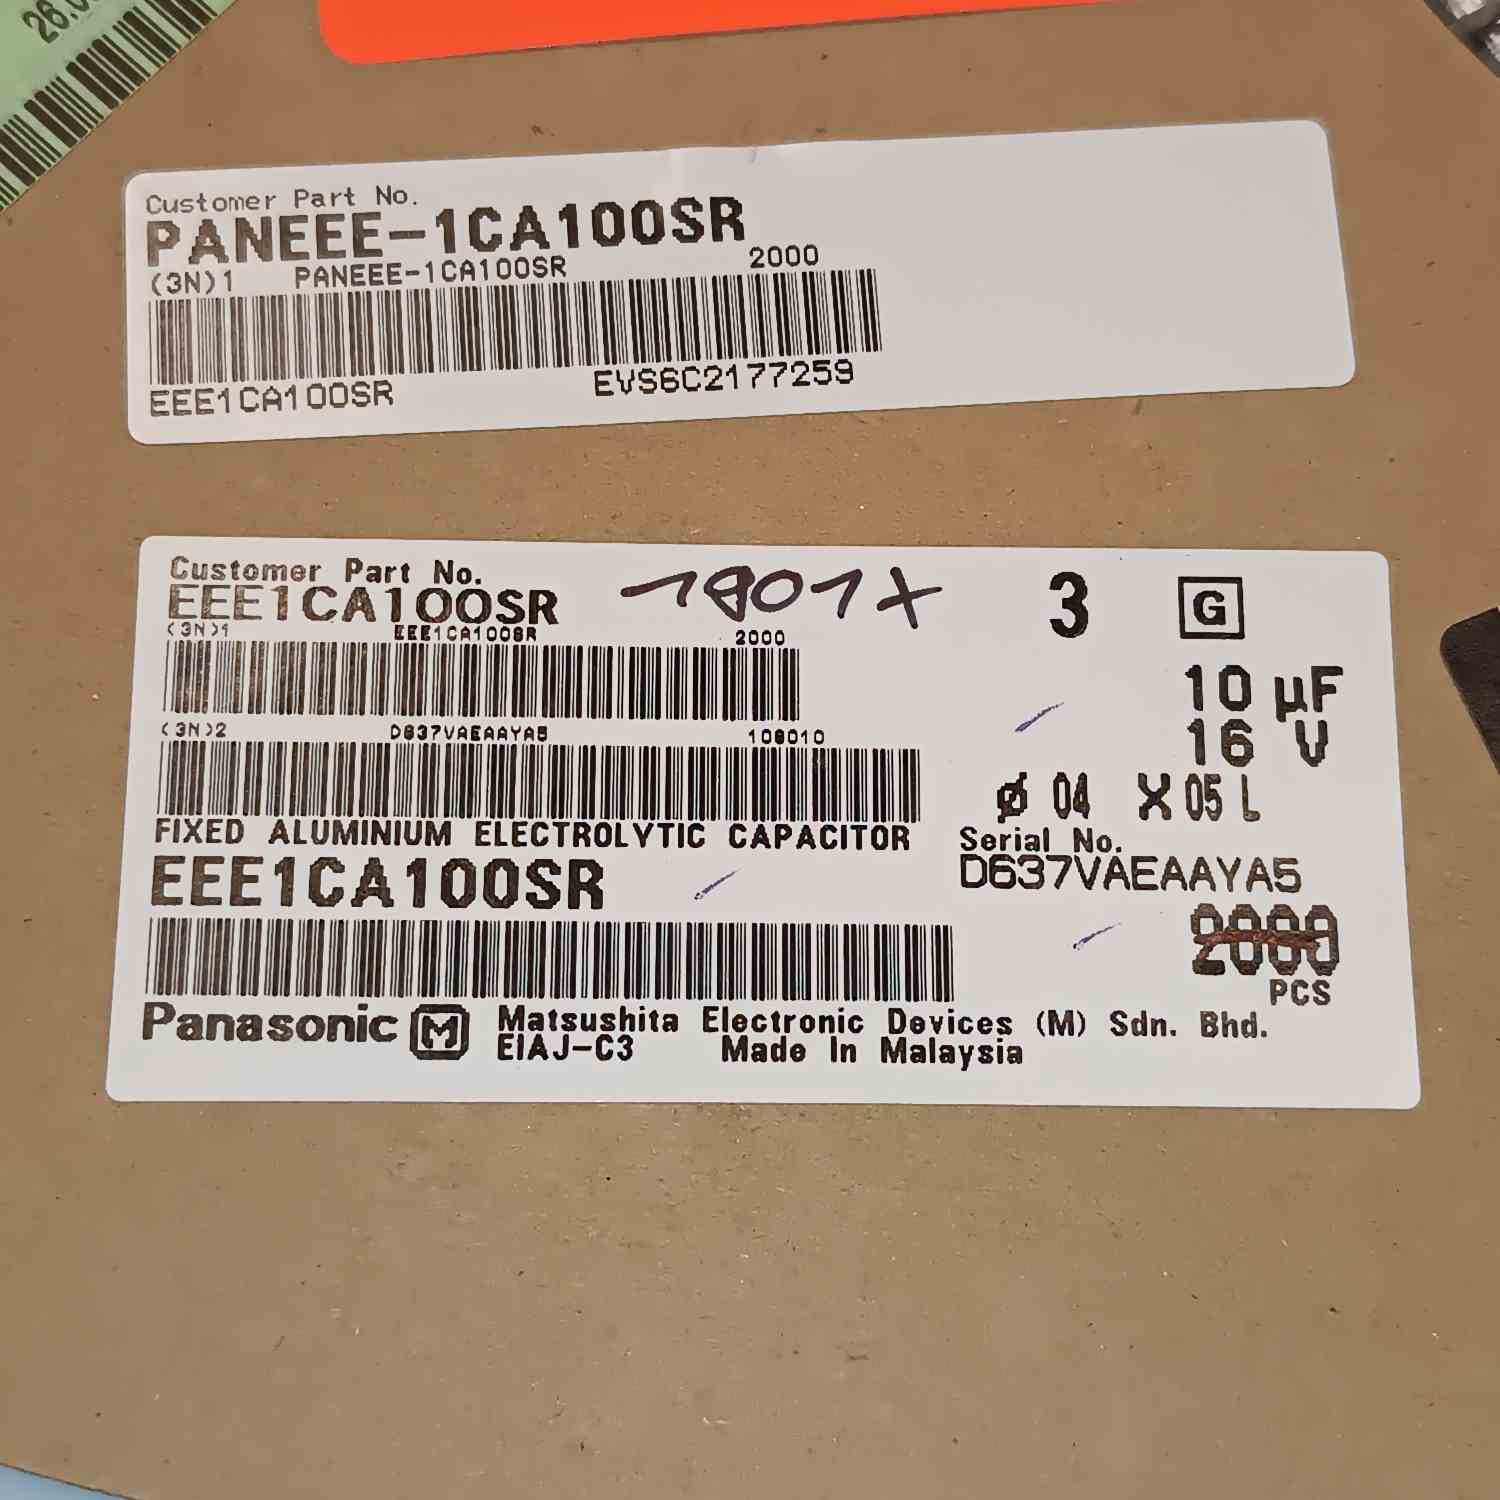 Customer Part No.
PANEEE-1CA100SR
(3N)1 PANEEE-1CA100SR 2000
EEE1CA100SR EVS6C2177259
Customer Part No.
EEE1CA100SR 1901X 3 G
(3N)1 EEE1CA100SR 2000
10 µF
(3N)2 D637VAEAAYA5 108010
16 V
ø 04 X 05 L
FIXED ALUMINIUM ELECTROLYTIC CAPACITOR
Serial No.
EEE1CA100SR
D637VAEAAYA5
2000
PCS
Panasonic M Matsushita Electronic Devices (M) Sdn. Bhd.
EIAJ-C3 Made In Malaysia